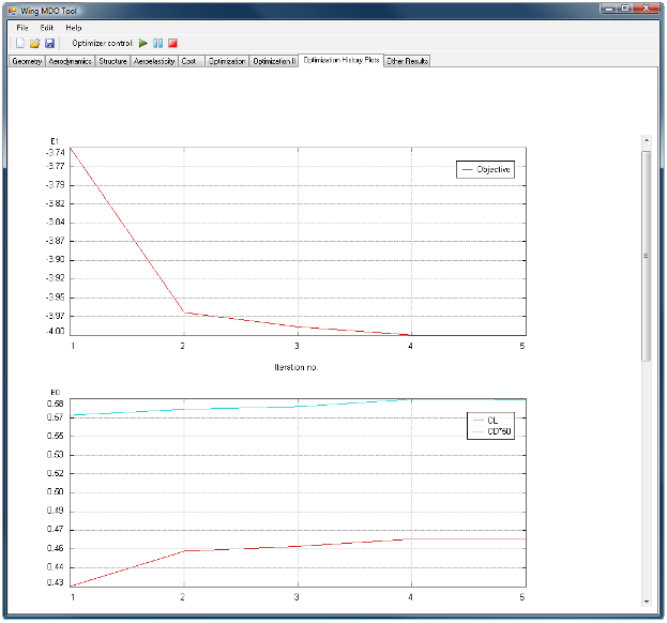 Wing MDO Tool
File Edit Help
Optimizer control:
Geometry Aerodynamics Structure Aeroelasticity Cost Optimization Optimization II Optimization History Plots Other Results
E1
-3.74
-3.77
-3.79
-3.82
-3.84
-3.87
-3.90
-3.92
-3.95
-3.97
-4.00
Objective
1 2 3 4 5
Iteration no.
E0
0.58
0.57
0.55
0.53
0.52
0.50
0.49
0.47
0.46
0.44
0.43
CL
CD*60
1 2 3 4 5